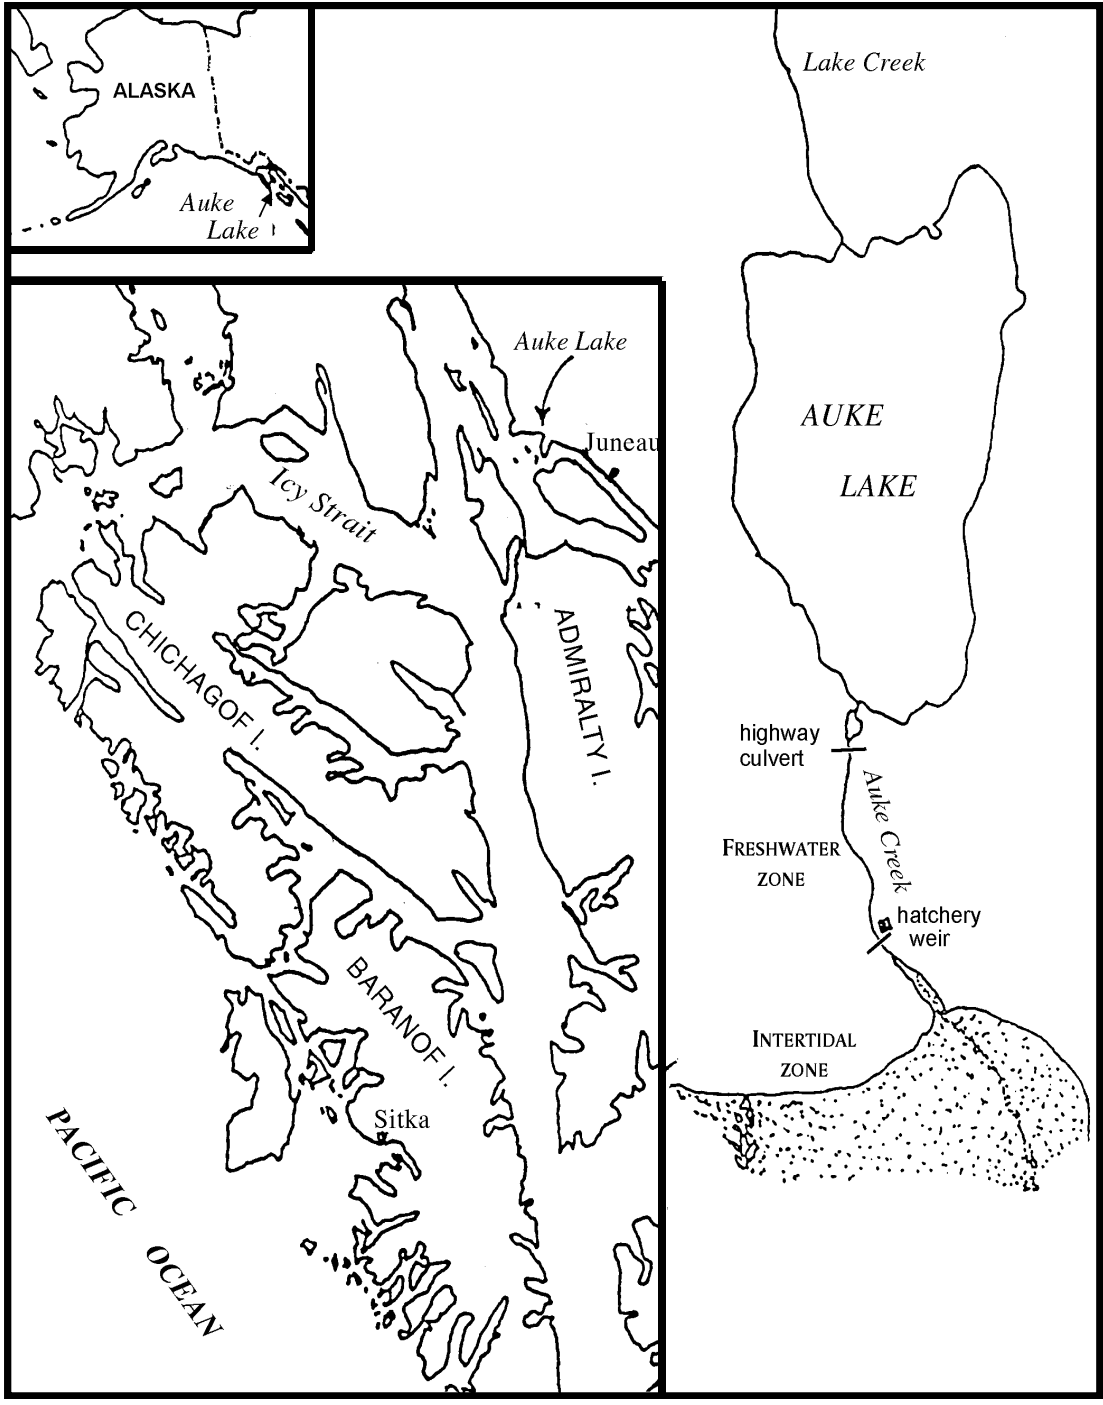 ALASKA
Auke
Lake
Auke Lake
Juneau
Icy Strait
CHICHAGOF I.
ADMIRALTY I.
BARANOF I.
Sitka
PACIFIC OCEAN
Lake Creek
AUKE
LAKE
highway
culvert
Auke Creek
FRESHWATER
ZONE
hatchery
weir
INTERTIDAL
ZONE